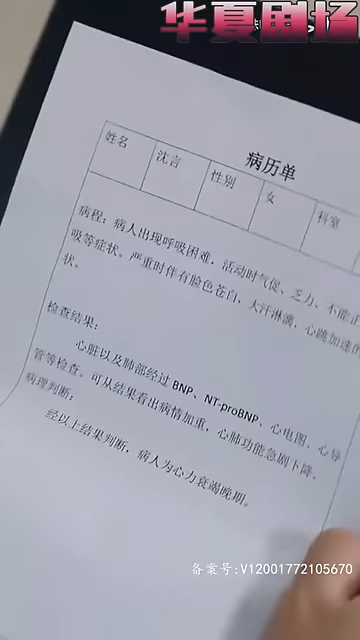 华夏剧场
病历单
姓名 沈言 性别 女 科室
病程：病人出现呼吸困难，活动时气促、乏力、不能正
吸等症状。严重时伴有脸色苍白，大汗淋漓，心跳加速的
状。
检查结果：
心脏以及肺部经过 BNP、NT-proBNP、心电图、心导
管等检查。可从结果看出病情加重，心肺功能急剧下降。
病理判断：
经以上结果判断，病人为心力衰竭晚期。
备案号:V12001772105670